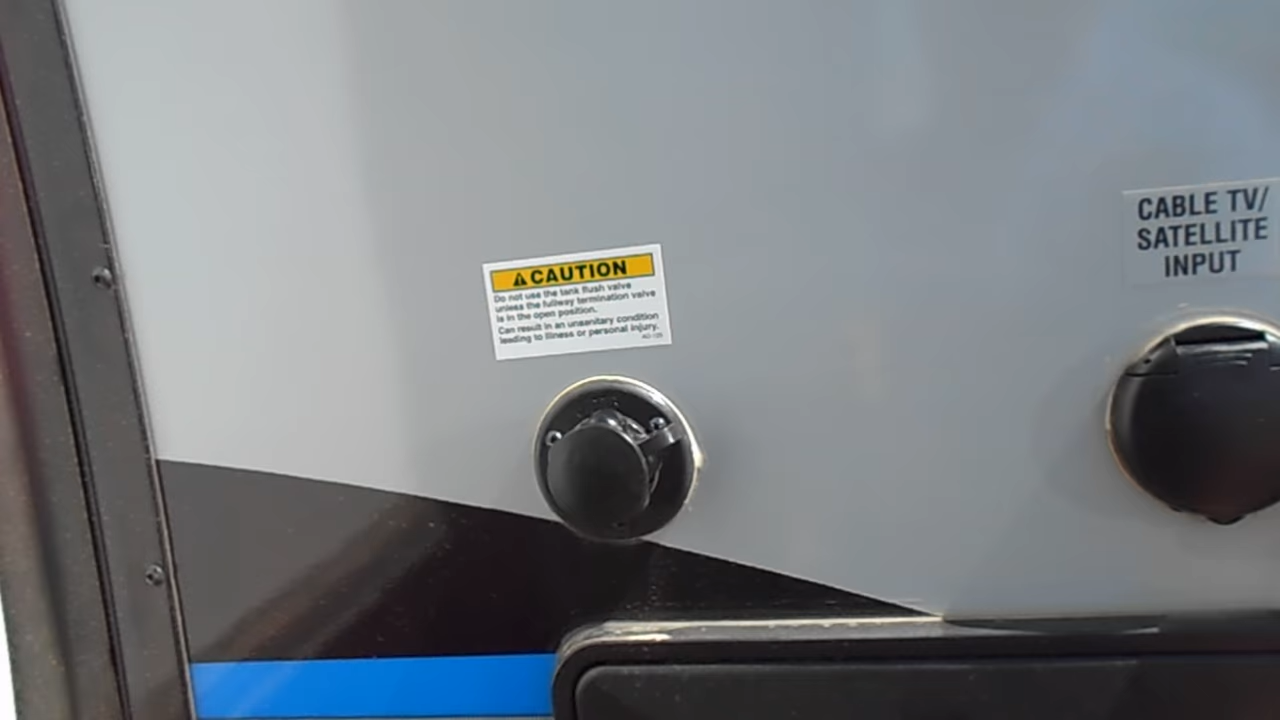 CAUTION
Do not use the tank flush valve
unless the fullway termination valve
is in the open position.
Can result in an unsanitary condition
leading to illness or personal injury.
CABLE TV/
SATELLITE
INPUT